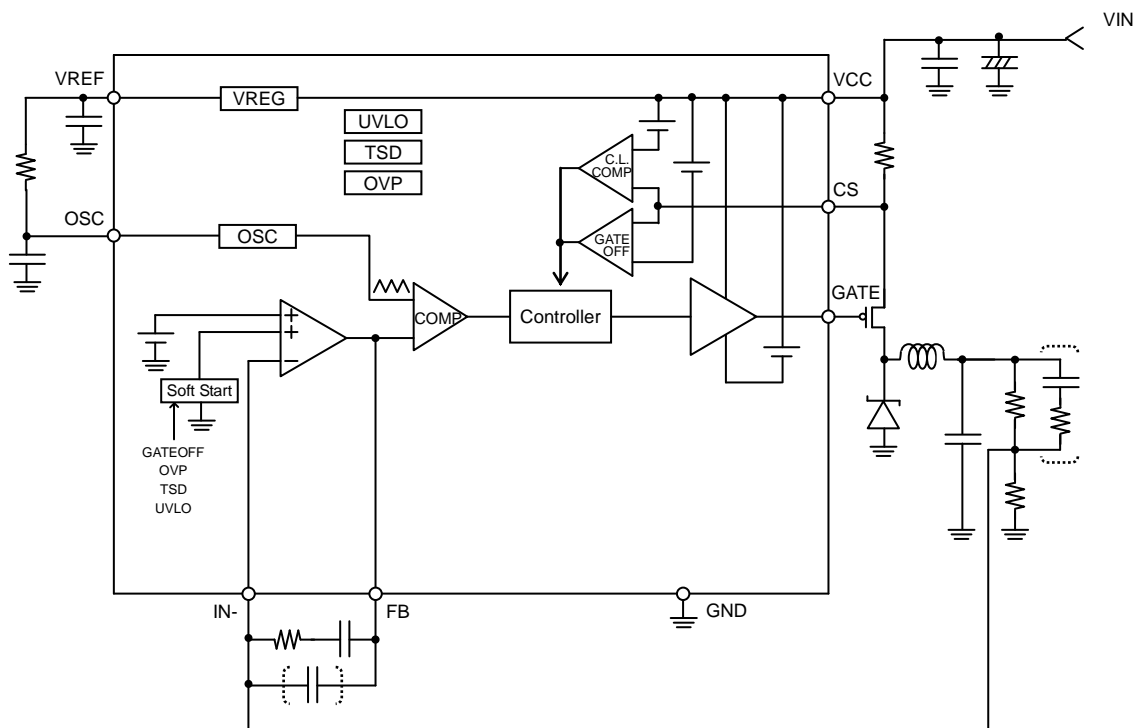 VIN
VREF
VREG
VCC
UVLO
TSD
OVP
C.L.
COMP
CS
OSC
OSC
GATE
OFF
GATE
COMP
Controller
+
+
−
Soft Start
GATEOFF
OVP
TSD
UVLO
IN-
FB
GND